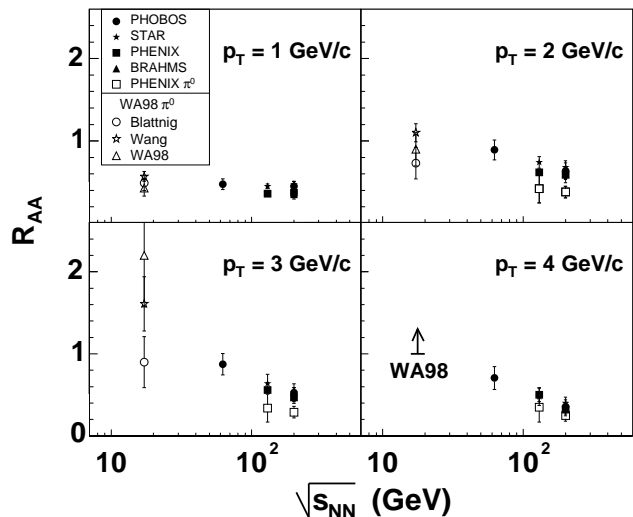 PHOBOS
STAR
PHENIX
BRAHMS
PHENIX π⁰
WA98 π⁰
Blattnig
Wang
WA98
p_T = 1 GeV/c
p_T = 2 GeV/c
p_T = 3 GeV/c
p_T = 4 GeV/c
WA98
R_AA
2
1
2
1
0
10
10²
10
10²
√s_NN (GeV)